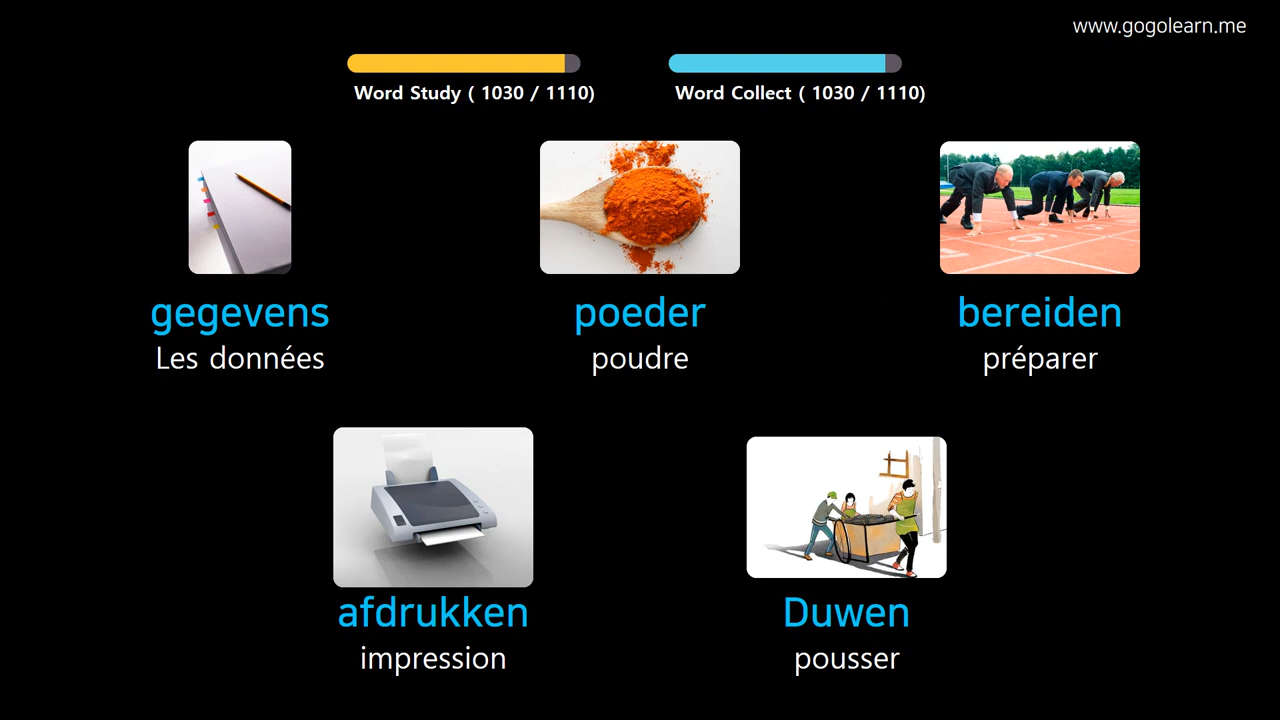 www.gogolearn.me
Word Study ( 1030 / 1110)
Word Collect ( 1030 / 1110)
gegevens
Les données
poeder
poudre
bereiden
préparer
afdrukken
impression
Duwen
pousser